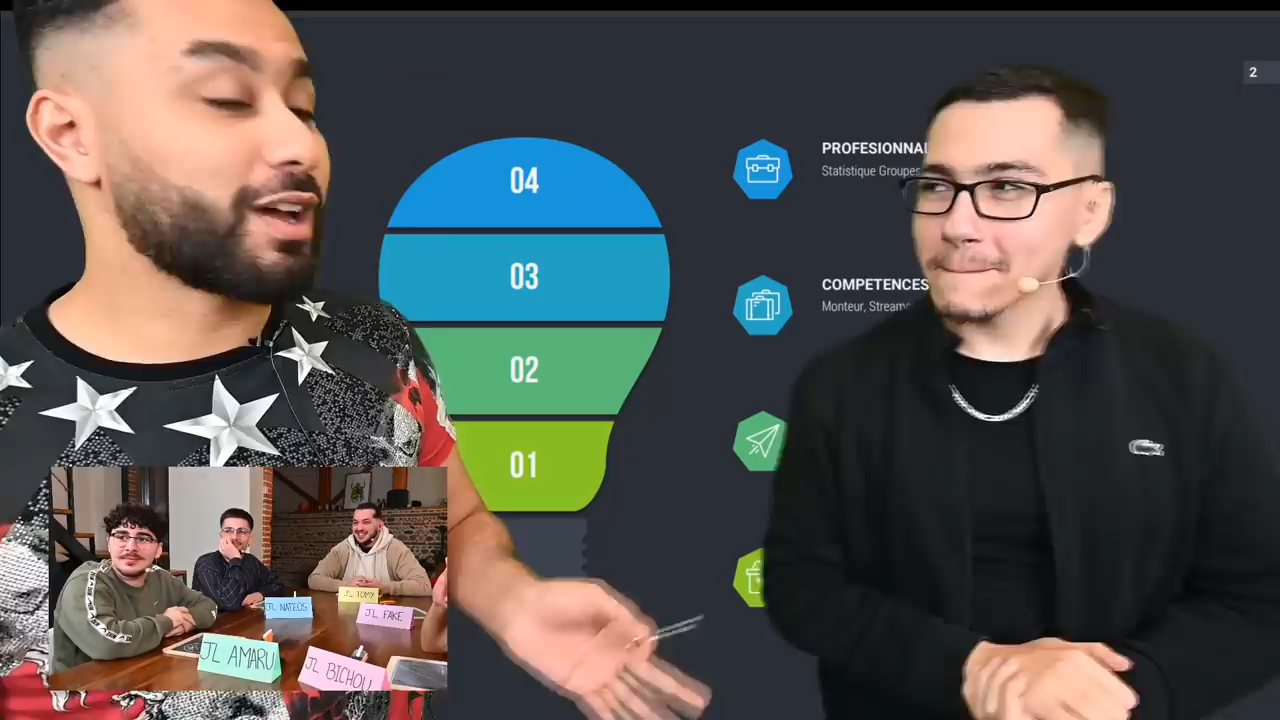 2
04
PROFESIONNAL
Statistique Groupes
03
COMPETENCES
Monteur, Streame
02
01
JL NATEOS
JL TOMY
JL FAKE
JL AMARU
JL BICHOU